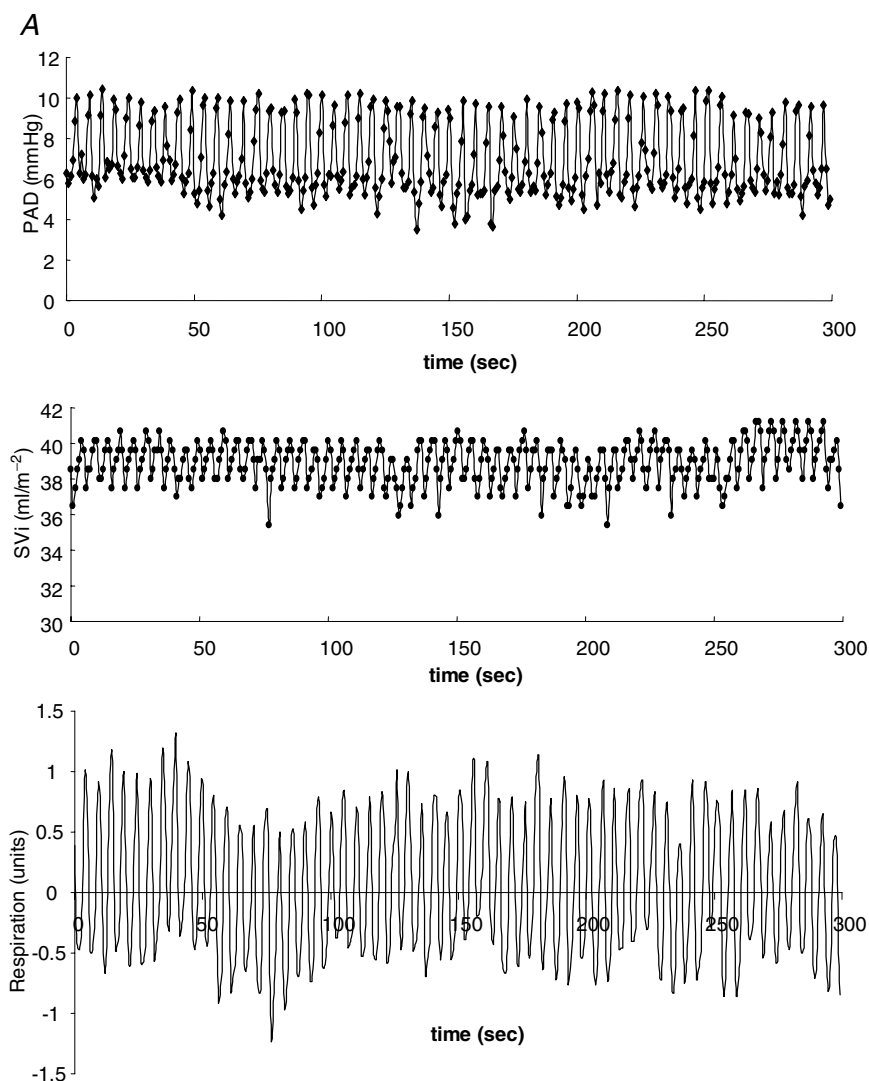 A
PAD (mmHg)
12
10
8
6
4
2
0
0 50 100 150 200 250 300
time (sec)
SVi (ml/m⁻²)
42
40
38
36
34
32
30
0 50 100 150 200 250 300
time (sec)
Respiration (units)
1.5
1
0.5
0
-0.5
-1
-1.5
0 50 100 150 200 250 300
time (sec)